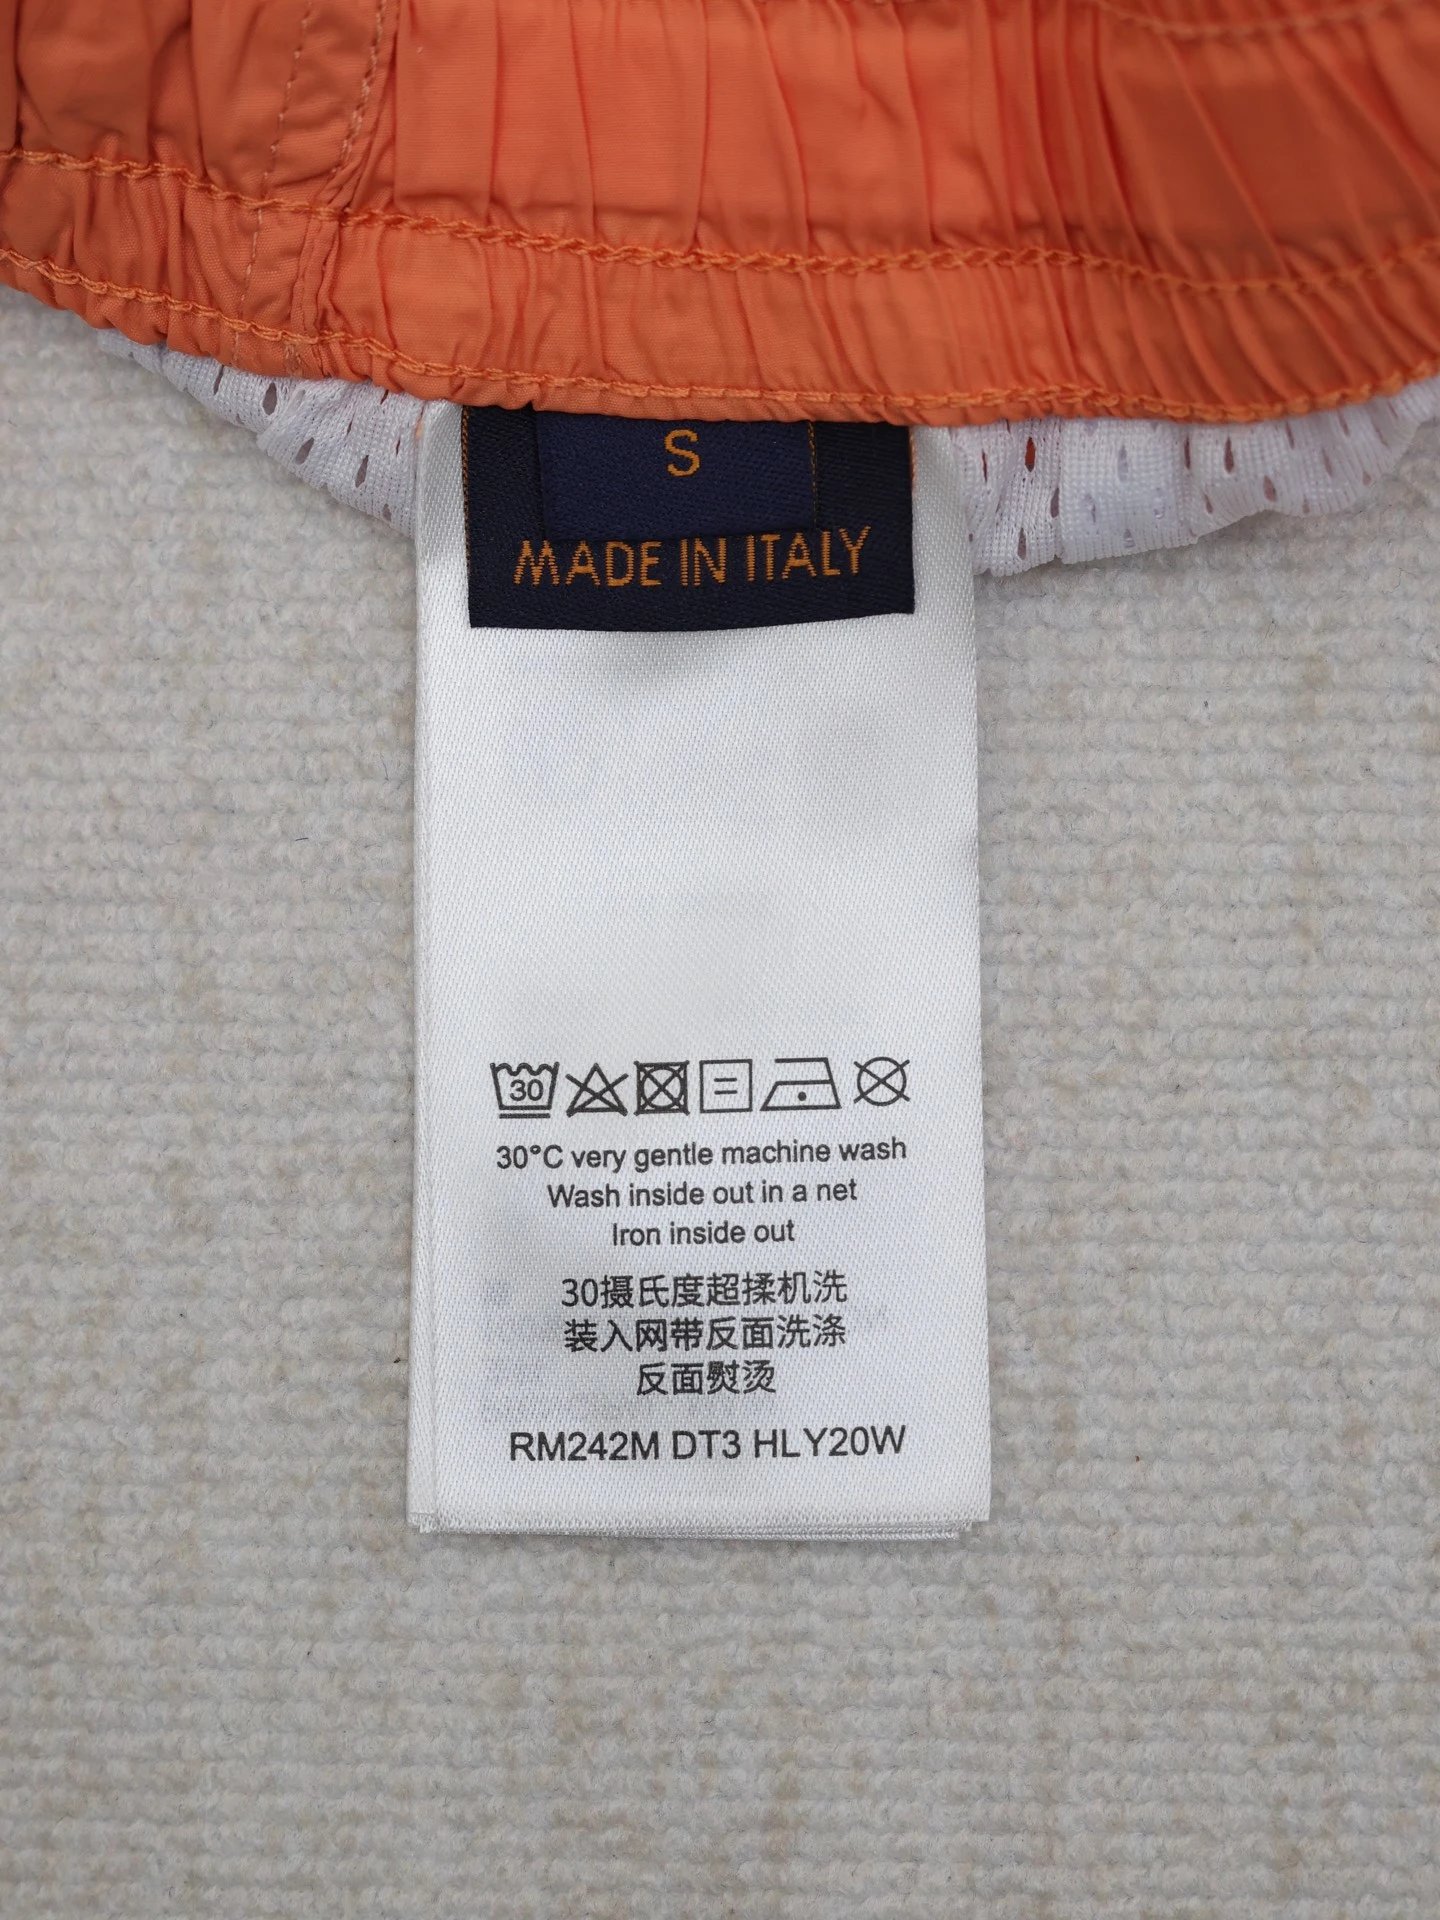 S
MADE IN ITALY
30
30°C very gentle machine wash
Wash inside out in a net
Iron inside out
30摄氏度超揉机洗
装入网带反面洗涤
反面熨烫
RM242M DT3 HLY20W